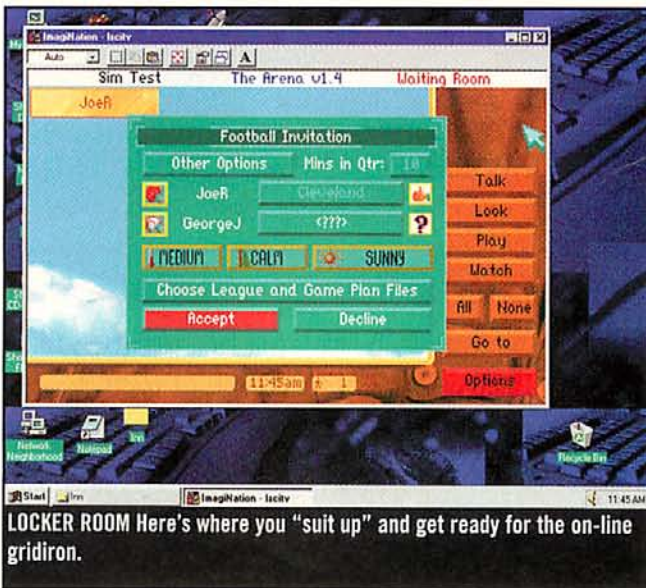 ImagiNation - lscity
Auto
A
Sim Test The Arena v1.4 Waiting Room
JoeR
Football Invitation
Other Options Mins in Qtr: 10
JoeR Cleveland
GeorgeJ <???> ?
MEDIUM CALM SUNNY
Choose League and Game Plan Files
Accept Decline
Talk
Look
Play
Watch
All None
Go to
Options
11:45am 1
Network Neighborhood
Notepad
Inn
Recycle Bin
Start Inn ImagiNation - lscity 11:45 AM
LOCKER ROOM Here's where you “suit up” and get ready for the on-line
gridiron.